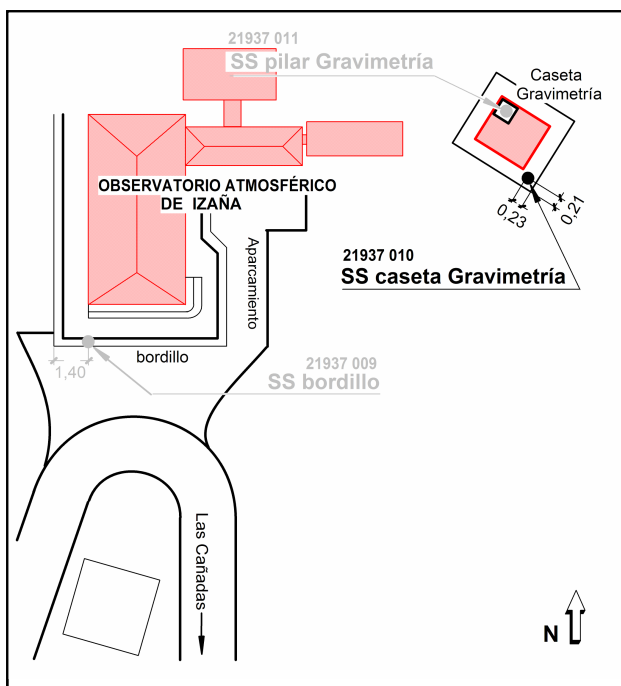 21937 011
SS pilar Gravimetría
Caseta
Gravimetría
OBSERVATORIO ATMOSFÉRICO
DE IZAÑA
0,23
0,21
Aparcamiento
21937 010
SS caseta Gravimetría
bordillo
21937 009
SS bordillo
1,40
Las Cañadas
N